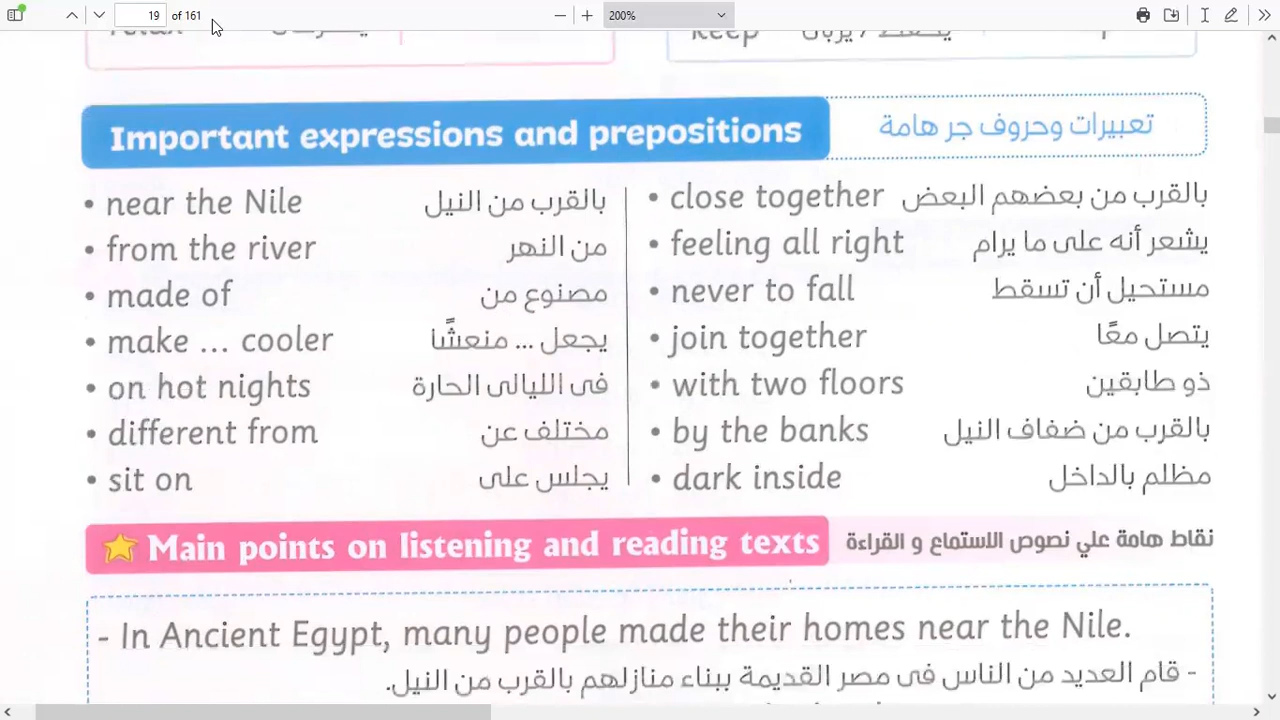 19 of 161
200%
relax
keep
Important expressions and prepositions تعبيرات وحروف جر هامة
• near the Nile بالقرب من النيل
• from the river من النهر
• made of مصنوع من
• make ... cooler يجعل ... منعشًا
• on hot nights فى الليالى الحارة
• different from مختلف عن
• sit on يجلس على
• close together بالقرب من بعضهم البعض
• feeling all right يشعر أنه على ما يرام
• never to fall مستحيل أن تسقط
• join together يتصل معًا
• with two floors ذو طابقين
• by the banks بالقرب من ضفاف النيل
• dark inside مظلم بالداخل
Main points on listening and reading texts نقاط هامة علي نصوص الاستماع و القراءة
- In Ancient Egypt, many people made their homes near the Nile.
- قام العديد من الناس فى مصر القديمة ببناء منازلهم بالقرب من النيل.